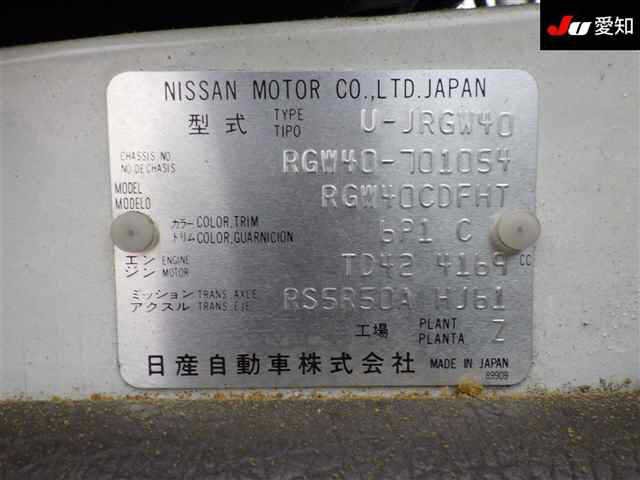 JU 愛知
NISSAN MOTOR CO.,LTD.JAPAN
型式 TYPE TIPO U-JRGW40
CHASSIS NO. NO.DE CHASIS RGW40-701054
MODEL MODELO RGW40CDFHT
カラー COLOR,TRIM トリム COLOR,GUARNICION 6P1 C
エンジン ENGINE MOTOR TD42 4169 CC
ミッション TRANS. AXLE アクスル TRANS. EJE RS5R50A HJ61
工場 PLANT PLANTA Z
日産自動車株式会社 MADE IN JAPAN
89909